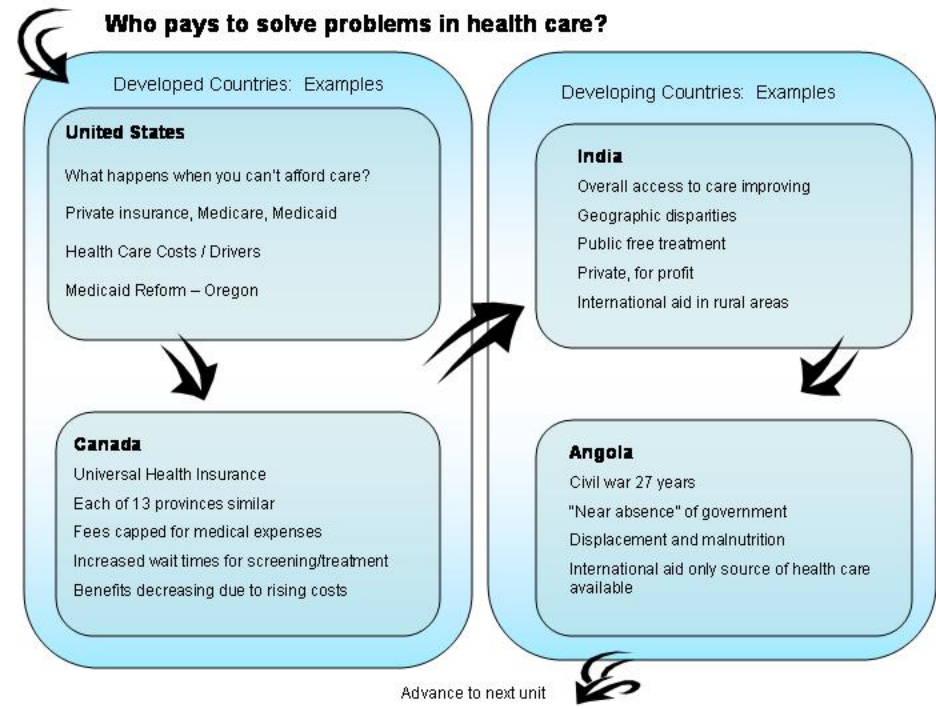 Who pays to solve problems in health care?
Developed Countries: Examples
United States
What happens when you can't afford care?
Private insurance, Medicare, Medicaid
Health Care Costs / Drivers
Medicaid Reform – Oregon
Canada
Universal Health Insurance
Each of 13 provinces similar
Fees capped for medical expenses
Increased wait times for screening/treatment
Benefits decreasing due to rising costs
Developing Countries: Examples
India
Overall access to care improving
Geographic disparities
Public free treatment
Private, for profit
International aid in rural areas
Angola
Civil war 27 years
"Near absence" of government
Displacement and malnutrition
International aid only source of health care
available
Advance to next unit